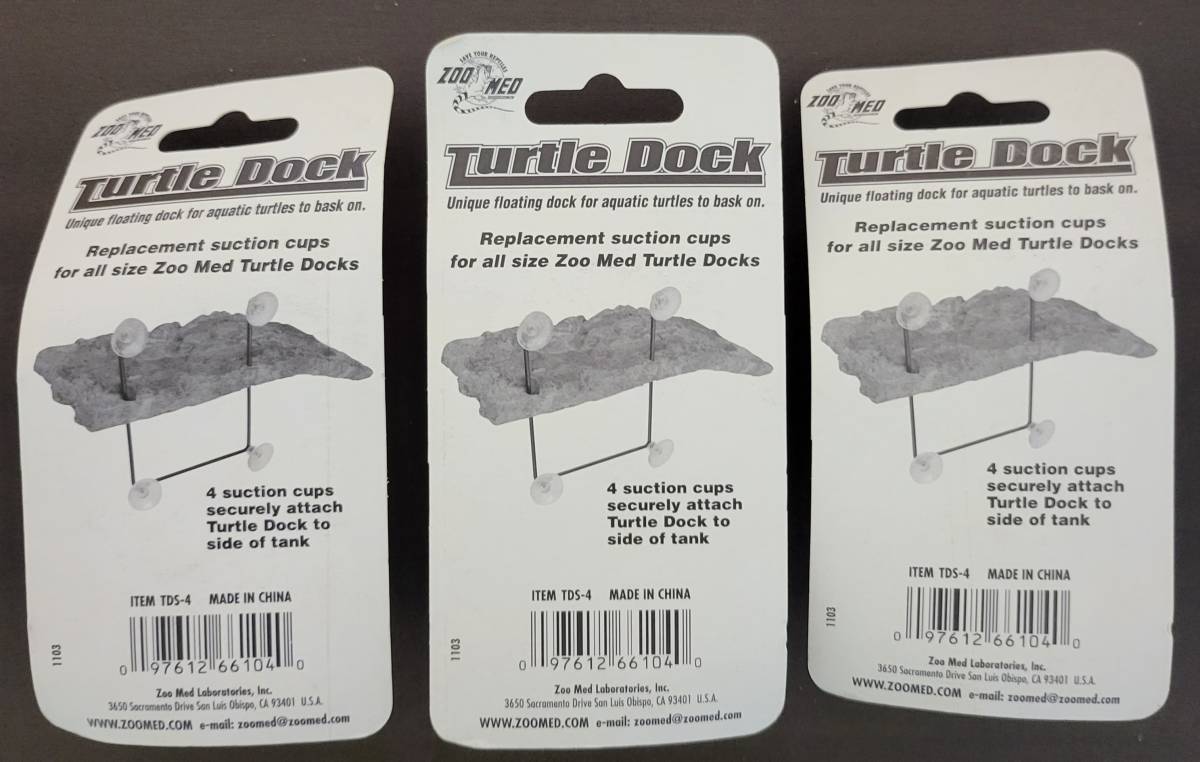 SAVE YOUR REPTILES
ZOO MED
Turtle Dock
Unique floating dock for aquatic turtles to bask on.
Replacement suction cups
for all size Zoo Med Turtle Docks
4 suction cups
securely attach
Turtle Dock to
side of tank
ITEM TDS-4 MADE IN CHINA
1103
0 97612 66104 0
Zoo Med Laboratories, Inc.
3650 Sacramento Drive San Luis Obispo, CA 93401 U.S.A.
WWW.ZOOMED.COM e-mail: zoomed@zoomed.com
SAVE YOUR REPTILES
ZOO MED
Turtle Dock
Unique floating dock for aquatic turtles to bask on.
Replacement suction cups
for all size Zoo Med Turtle Docks
4 suction cups
securely attach
Turtle Dock to
side of tank
ITEM TDS-4 MADE IN CHINA
1103
0 97612 66104 0
Zoo Med Laboratories, Inc.
3650 Sacramento Drive San Luis Obispo, CA 93401 U.S.A.
WWW.ZOOMED.COM e-mail: zoomed@zoomed.com
ZOO MED
Turtle Dock
Unique floating dock for aquatic turtles to bask on.
Replacement suction cups
for all size Zoo Med Turtle Docks
4 suction cups
securely attach
Turtle Dock to
side of tank
ITEM TDS-4 MADE IN CHINA
1103
0 97612 66104 0
Zoo Med Laboratories, Inc.
3650 Sacramento Drive San Luis Obispo, CA 93401 U.S.A.
WWW.ZOOMED.COM e-mail: zoomed@zoomed.com